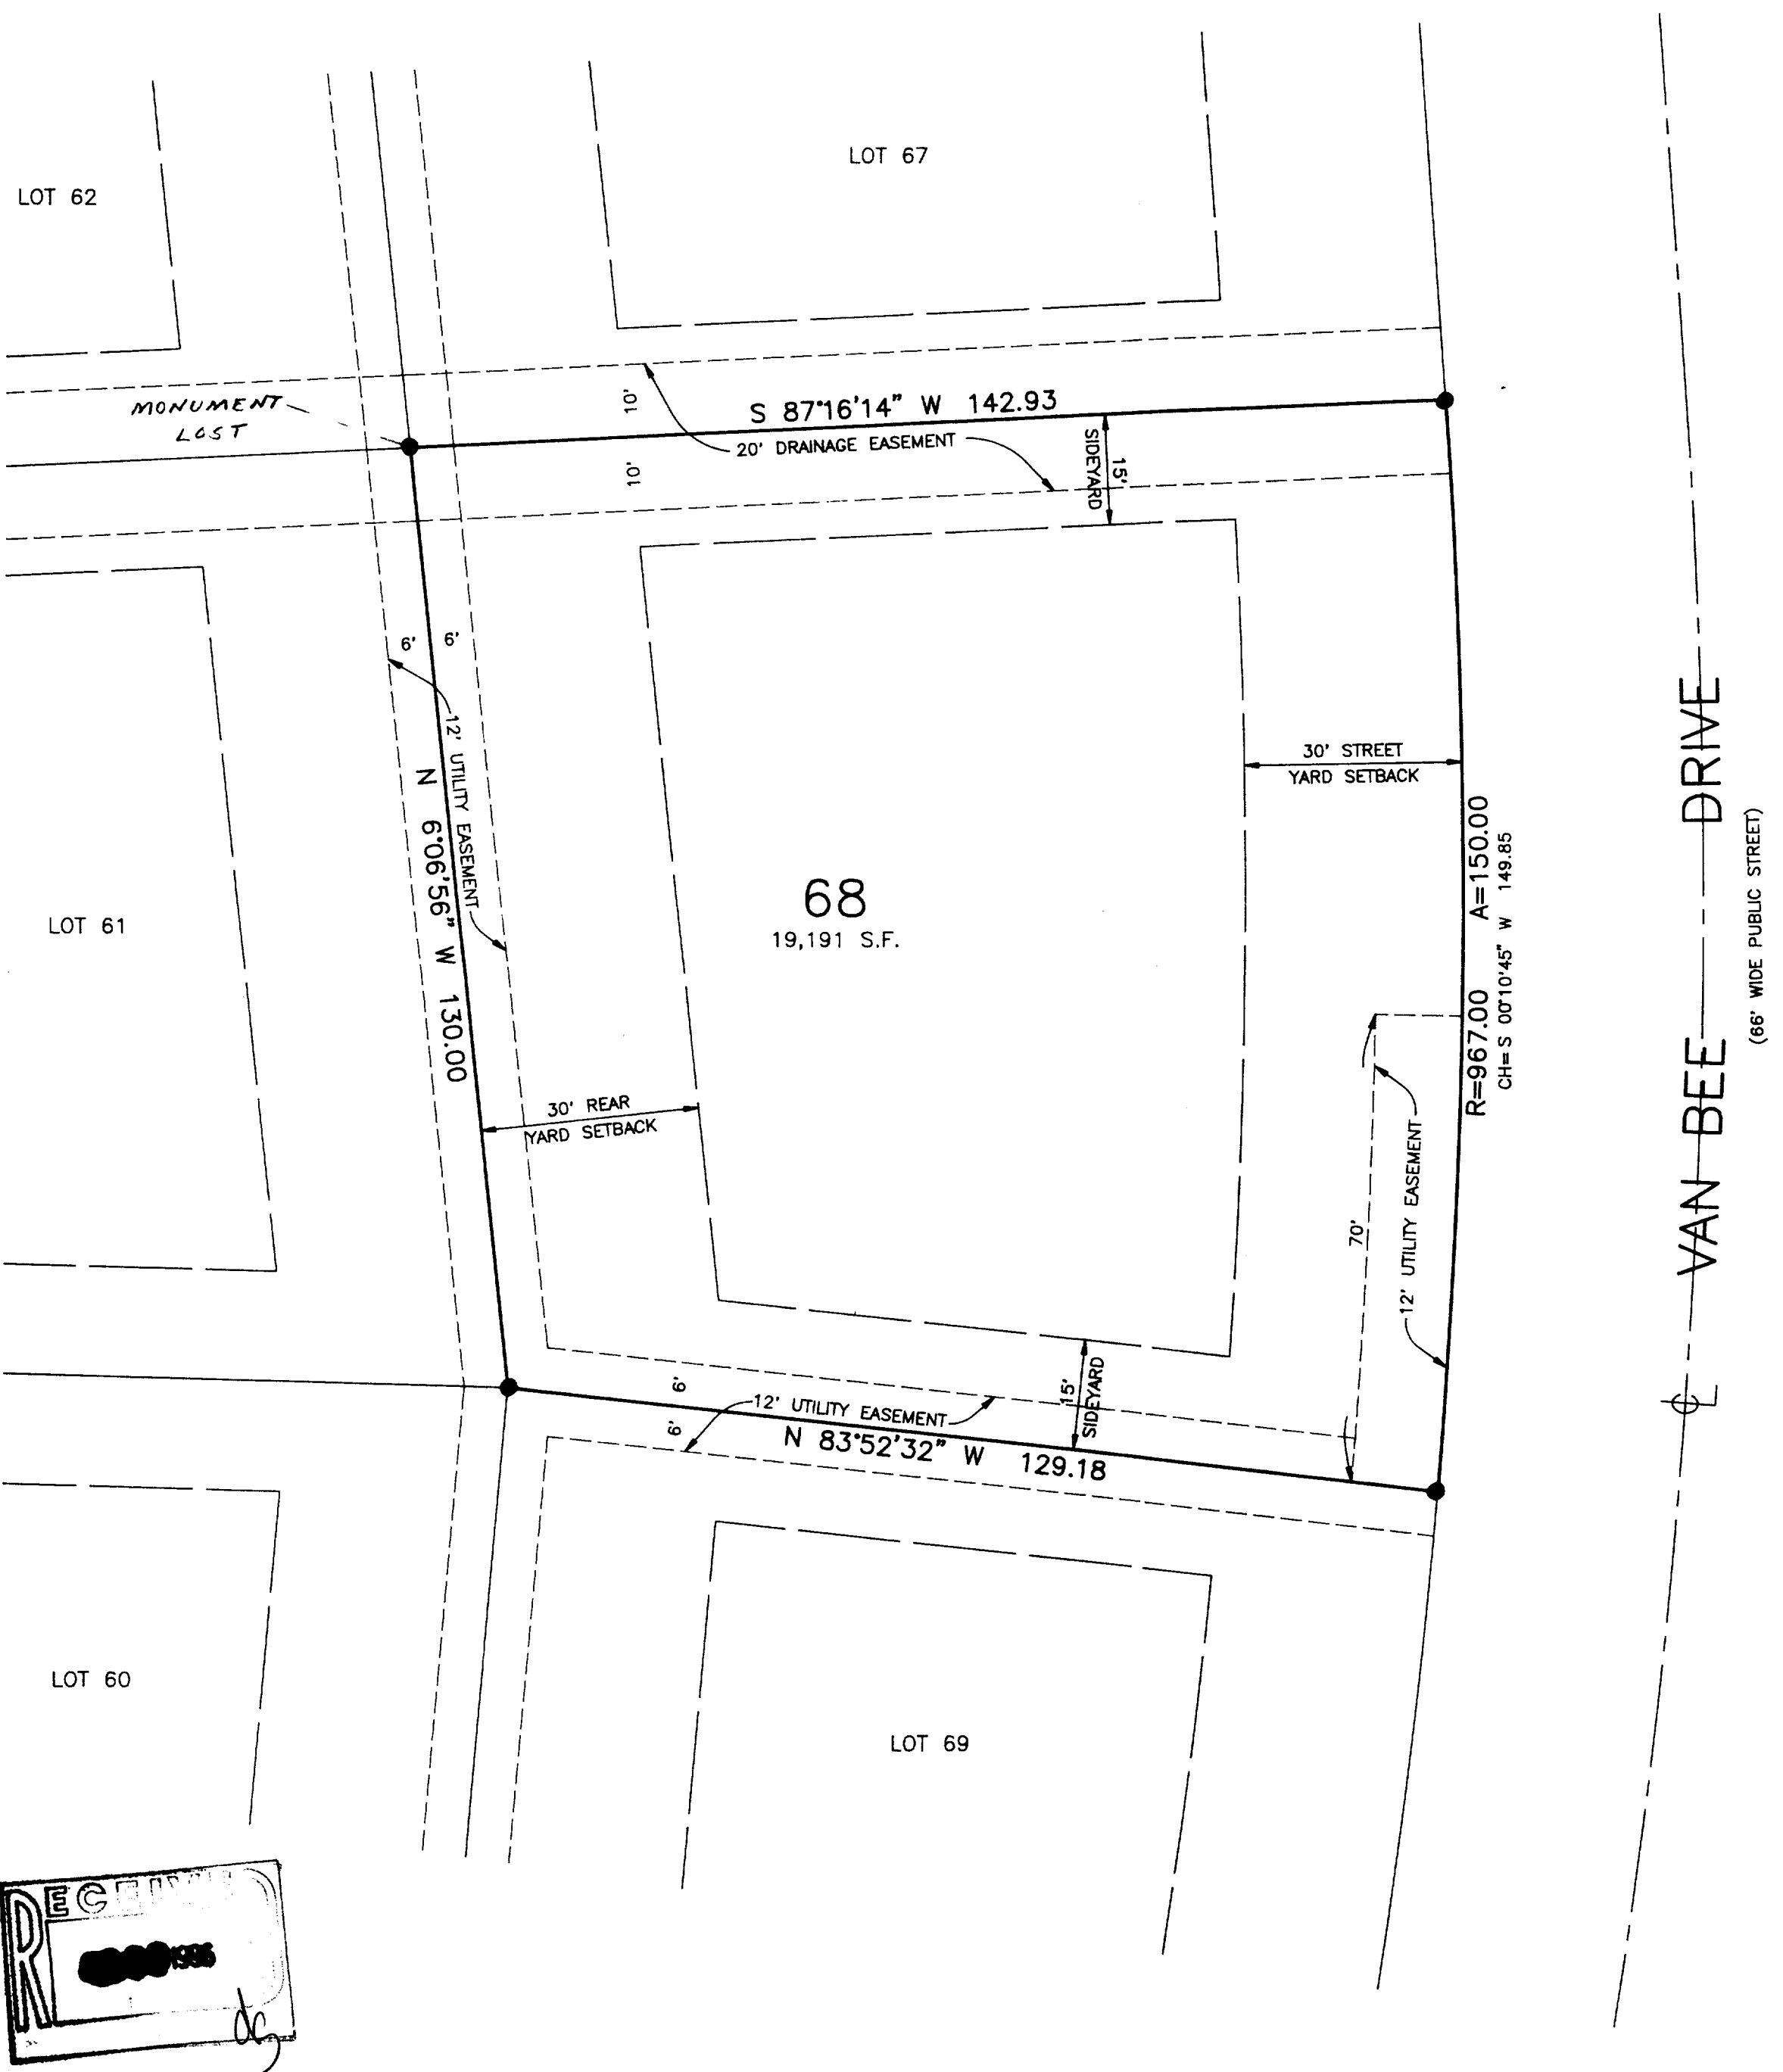 LOT 67
LOT 62
MONUMENT
LOST
10'
S 87°16'14" W 142.93
20' DRAINAGE EASEMENT
10'
15'
SIDEYARD
6'
6'
12' UTILITY EASEMENT
N 6°06'56" W 130.00
30' STREET
YARD SETBACK
68
19,191 S.F.
LOT 61
R=967.00 A=150.00
CH= S 00°10'45" W 149.85
VAN BEE DRIVE
(66' WIDE PUBLIC STREET)
30' REAR
YARD SETBACK
70'
12' UTILITY EASEMENT
6'
12' UTILITY EASEMENT
6'
15'
SIDEYARD
N 83°52'32" W 129.18
CL
LOT 60
LOT 69
RECEIVED